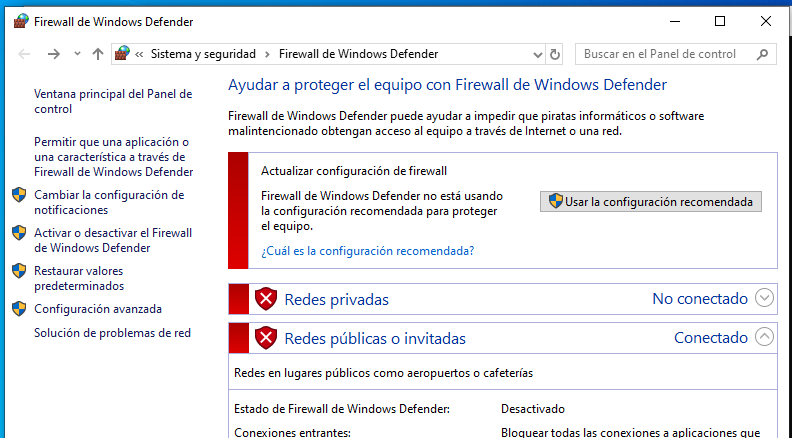 Firewall de Windows Defender
Sistema y seguridad
Firewall de Windows Defender
Buscar en el Panel de control
Ventana principal del Panel de
control
Permitir que una aplicación o
una característica a través de
Firewall de Windows Defender
Cambiar la configuración de
notificaciones
Activar o desactivar el Firewall
de Windows Defender
Restaurar valores
predeterminados
Configuración avanzada
Solución de problemas de red
Ayudar a proteger el equipo con Firewall de Windows Defender
Firewall de Windows Defender puede ayudar a impedir que piratas informáticos o software
malintencionado obtengan acceso al equipo a través de Internet o una red.
Actualizar configuración de firewall
Firewall de Windows Defender no está usando
la configuración recomendada para proteger
el equipo.
Usar la configuración recomendada
¿Cuál es la configuración recomendada?
Redes privadas No conectado
Redes públicas o invitadas Conectado
Redes en lugares públicos como aeropuertos o cafeterías
Estado de Firewall de Windows Defender: Desactivado
Conexiones entrantes: Bloquear todas las conexiones a aplicaciones que